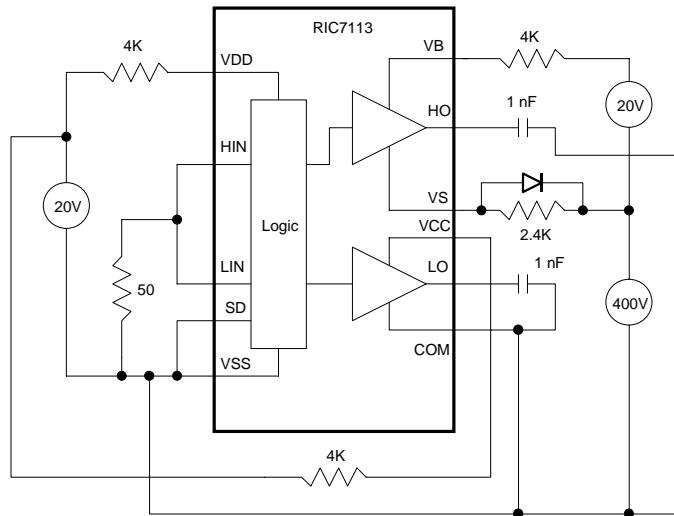 RIC7113
4K
VDD
VB
4K
HO
1 nF
20V
HIN
20V
Logic
VS
2.4K
VCC
LIN
LO
1 nF
50
SD
400V
COM
VSS
4K